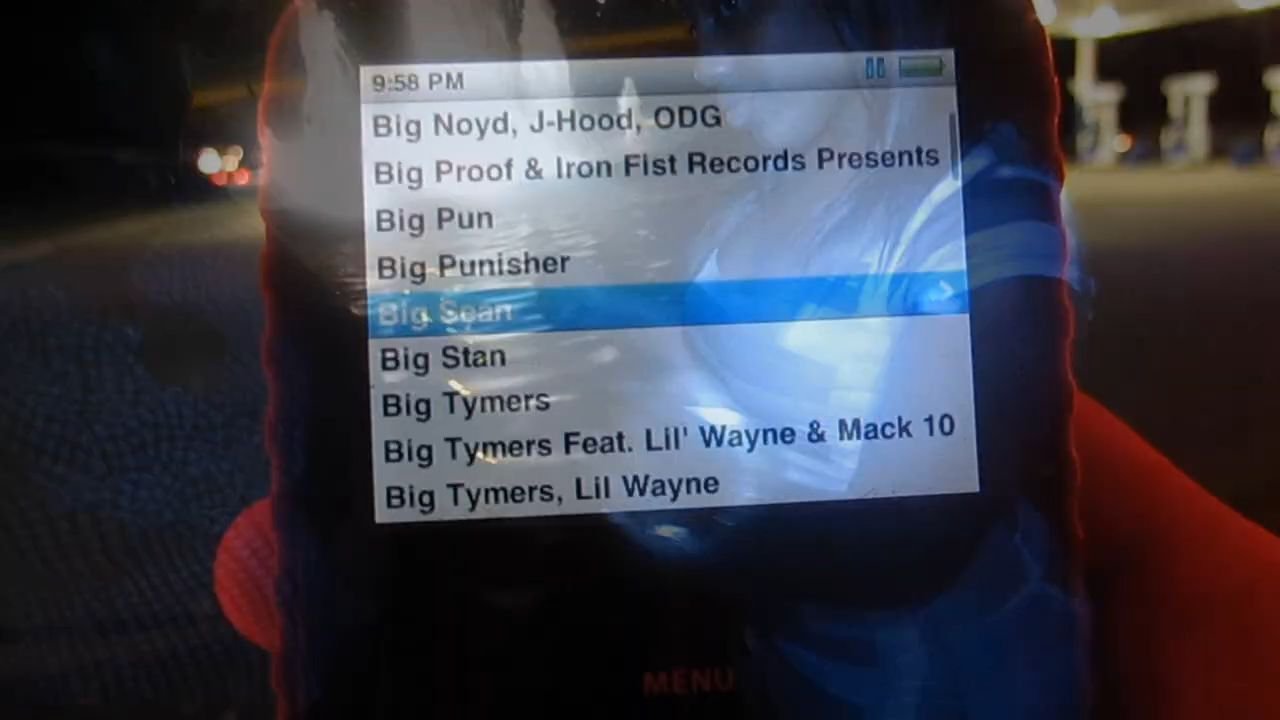 9:58 PM
Big Noyd, J-Hood, ODG
Big Proof & Iron Fist Records Presents
Big Pun
Big Punisher
Big Sean
Big Stan
Big Tymers
Big Tymers Feat. Lil' Wayne & Mack 10
Big Tymers, Lil Wayne
MENU